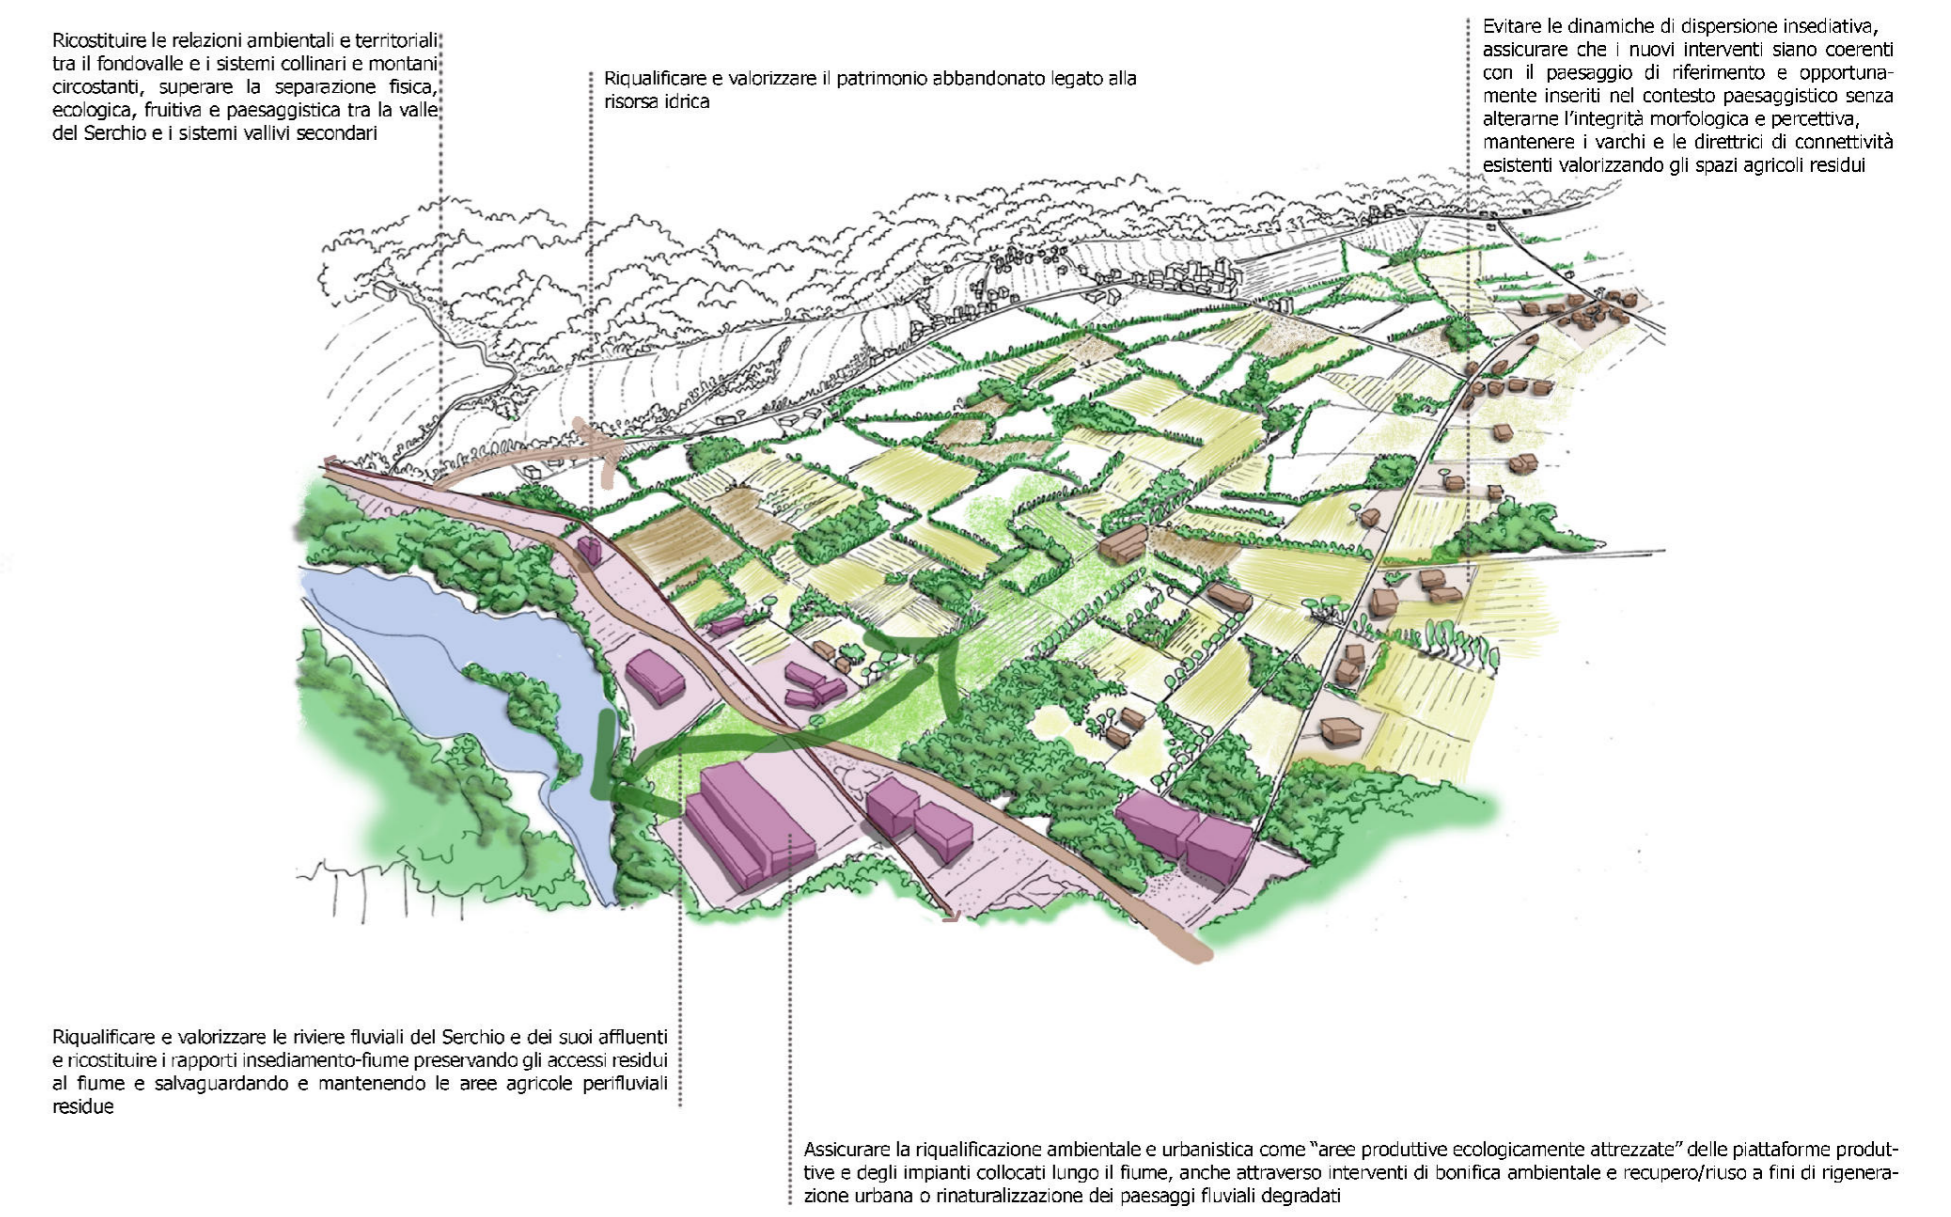 Ricostituire le relazioni ambientali e territoriali
tra il fondovalle e i sistemi collinari e montani
circostanti, superare la separazione fisica,
ecologica, fruitiva e paesaggistica tra la valle
del Serchio e i sistemi vallivi secondari
Riqualificare e valorizzare il patrimonio abbandonato legato alla
risorsa idrica
Evitare le dinamiche di dispersione insediativa,
assicurare che i nuovi interventi siano coerenti
con il paesaggio di riferimento e opportuna-
mente inseriti nel contesto paesaggistico senza
alterarne l'integrità morfologica e percettiva,
mantenere i varchi e le direttrici di connettività
esistenti valorizzando gli spazi agricoli residui
Riqualificare e valorizzare le riviere fluviali del Serchio e dei suoi affluenti
e ricostituire i rapporti insediamento-fiume preservando gli accessi residui
al fiume e salvaguardando e mantenendo le aree agricole perifluviali
residue
Assicurare la riqualificazione ambientale e urbanistica come "aree produttive ecologicamente attrezzate" delle piattaforme produt-
tive e degli impianti collocati lungo il fiume, anche attraverso interventi di bonifica ambientale e recupero/riuso a fini di rigenera-
zione urbana o rinaturalizzazione dei paesaggi fluviali degradati